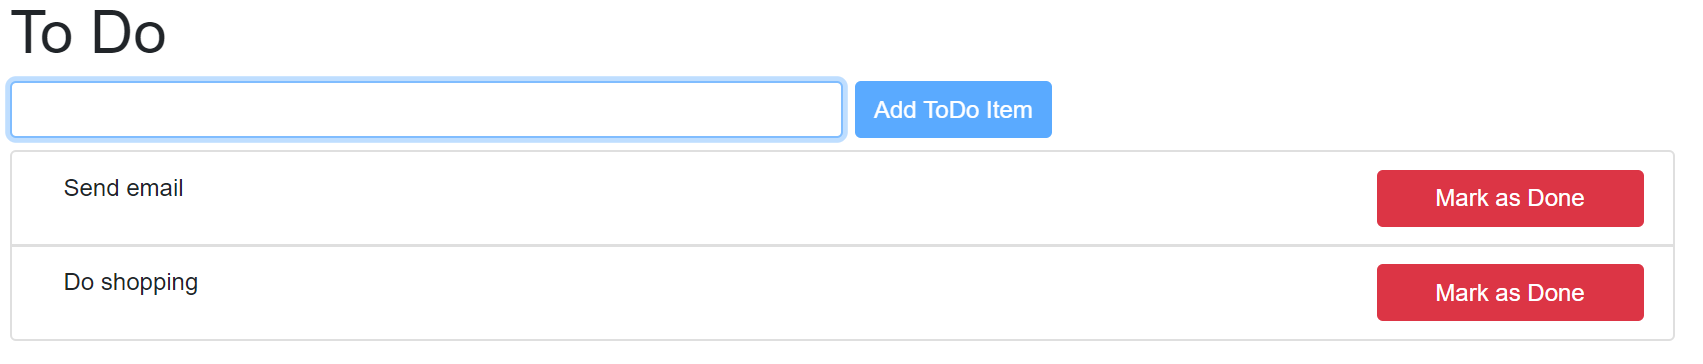 To Do
Add ToDo Item
Send email
Mark as Done
Do shopping
Mark as Done